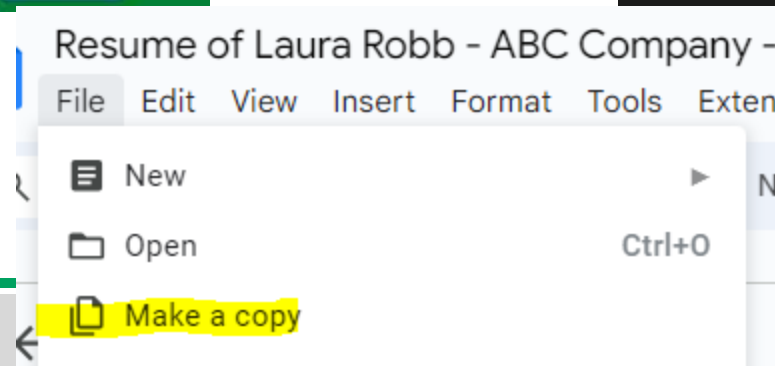 Resume of Laura Robb - ABC Company -
File Edit View Insert Format Tools Exten
New
Open Ctrl+O
Make a copy